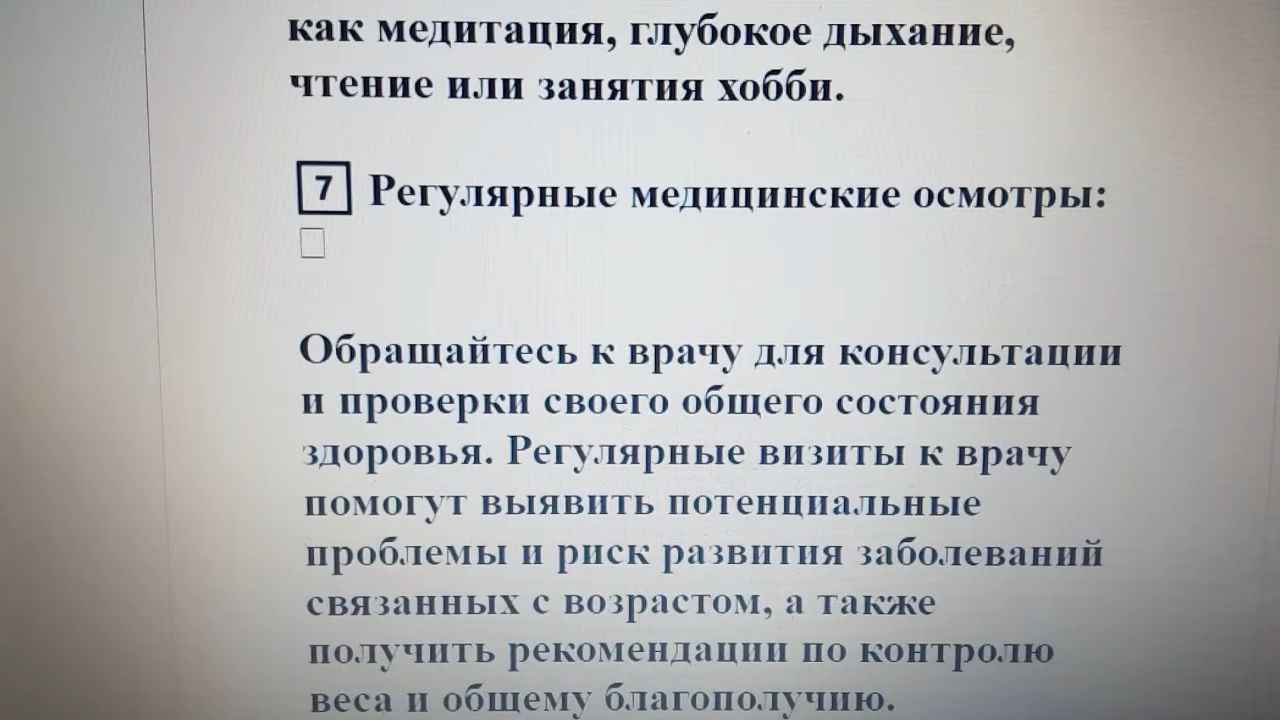 как медитация, глубокое дыхание,
чтение или занятия хобби.
7 Регулярные медицинские осмотры:
Обращайтесь к врачу для консультации
и проверки своего общего состояния
здоровья. Регулярные визиты к врачу
помогут выявить потенциальные
проблемы и риск развития заболеваний
связанных с возрастом, а также
получить рекомендации по контролю
веса и общему благополучию.